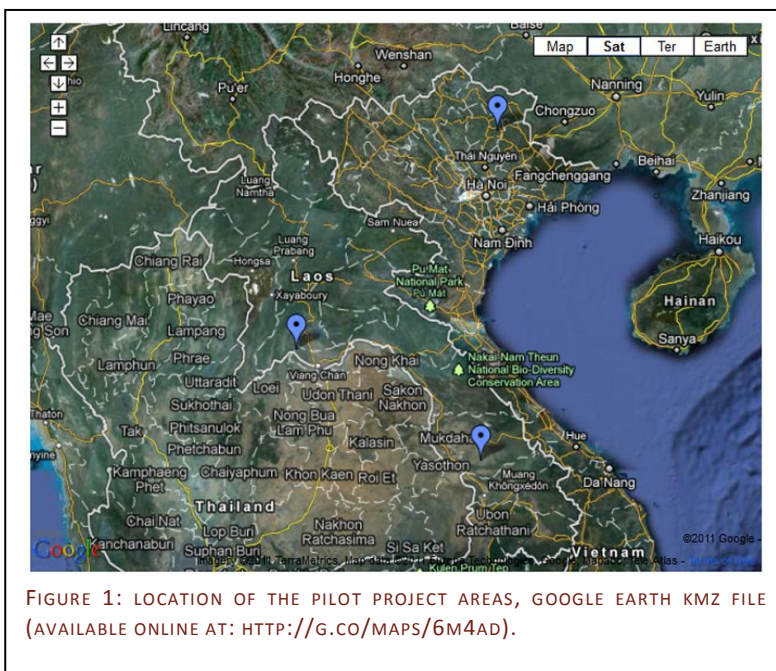 Lincang
Baise
Wenshan
Map Sat Ter Earth
Honghe
Nanning
Pu'er
Chongzuo
Yulin
Thái Nguyên
Fangchenggang
Beihai
Hà Nội
Zhanjiang
Luang Namtha
Hải Phòng
Sam Nuea
Nam Định
Haikou
Luang Prabang
Chiang Rai
Hongsa
Laos
Pu Mat National Park
Pù Mát
Hainan
Phayao
Xayaboury
Chiang Mai
Lampang
Sanya
Lamphun
Phrae
Nong Khai
Nakai-Nam Theun National Bio-Diversity Conservation Area
Viang Chan
Uttaradit
Loei
Udon Thani
Sakon Nakhon
Sukhothai
Thaton
Nong Bua Lam Phu
Tak
Phitsanulok
Mukdahan
Hue
Phetchabun
Kalasin
Yasothon
Da Nang
Kamphaeng Phet
Chaiyaphum
Khon Kaen
Roi Et
Muang Không­xédôn
Thailand
Chai Nat
Ubon Ratchathani
Lop Buri
Nakhon Ratchasima
Kanchanaburi
Suphan Buri
Si Sa Ket
©2011 Google -
Google
Vietnam
FIGURE 1: LOCATION OF THE PILOT PROJECT AREAS, GOOGLE EARTH KMZ FILE
(AVAILABLE ONLINE AT: HTTP://G.CO/MAPS/6M4AD).